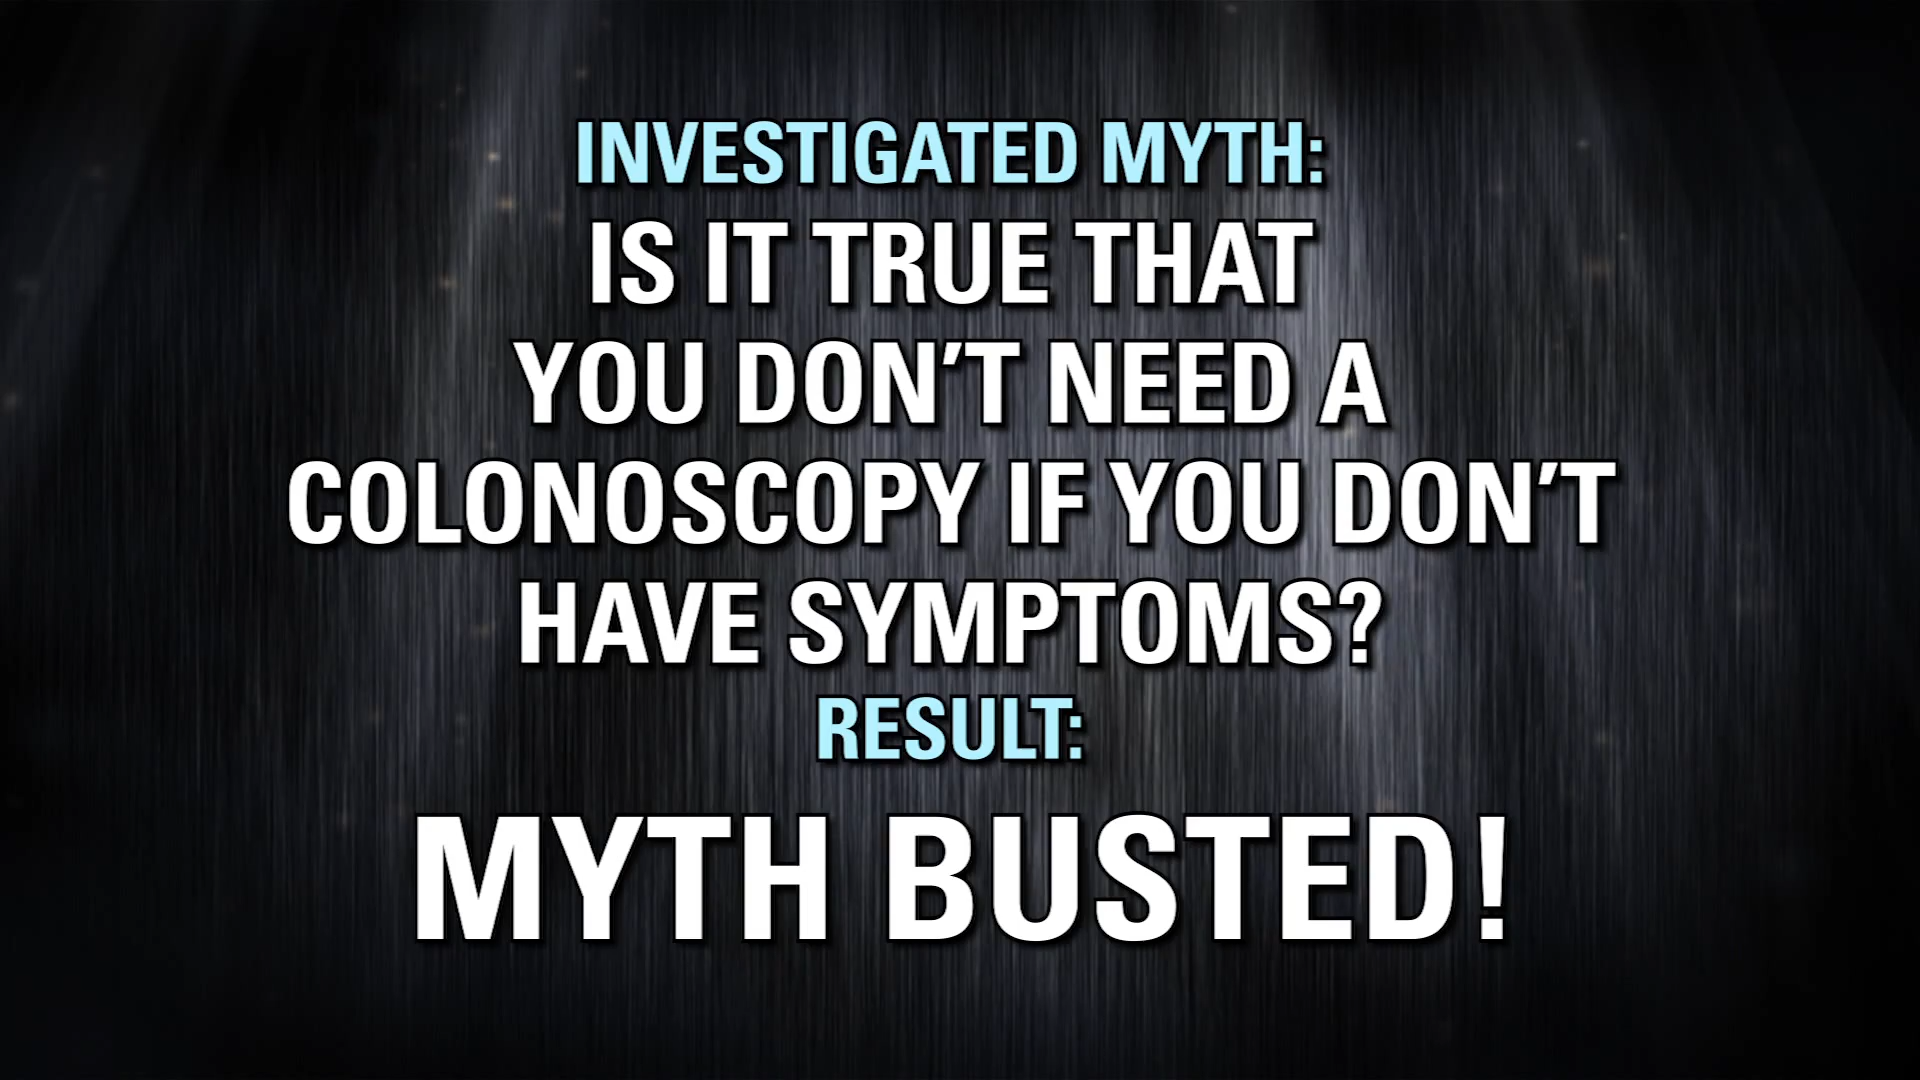 INVESTIGATED MYTH:
IS IT TRUE THAT
YOU DON’T NEED A
COLONOSCOPY IF YOU DON’T
HAVE SYMPTOMS?
RESULT:
MYTH BUSTED!